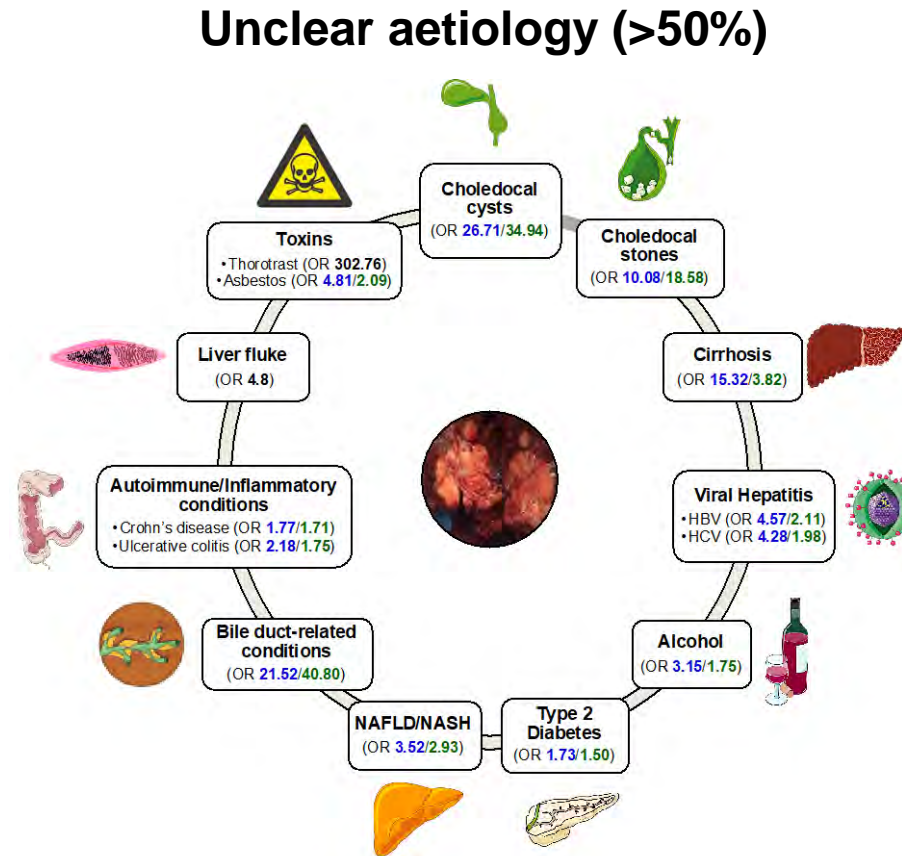 Unclear aetiology (>50%)
Choledocal
cysts
(OR 26.71/34.94)
Choledocal
stones
(OR 10.08/18.58)
Cirrhosis
(OR 15.32/3.82)
Viral Hepatitis
•HBV (OR 4.57/2.11)
•HCV (OR 4.28/1.98)
Alcohol
(OR 3.15/1.75)
Type 2
Diabetes
(OR 1.73/1.50)
NAFLD/NASH
(OR 3.52/2.93)
Bile duct-related
conditions
(OR 21.52/40.80)
Autoimmune/Inflammatory
conditions
•Crohn's disease (OR 1.77/1.71)
•Ulcerative colitis (OR 2.18/1.75)
Liver fluke
(OR 4.8)
Toxins
•Thorotrast (OR 302.76)
•Asbestos (OR 4.81/2.09)